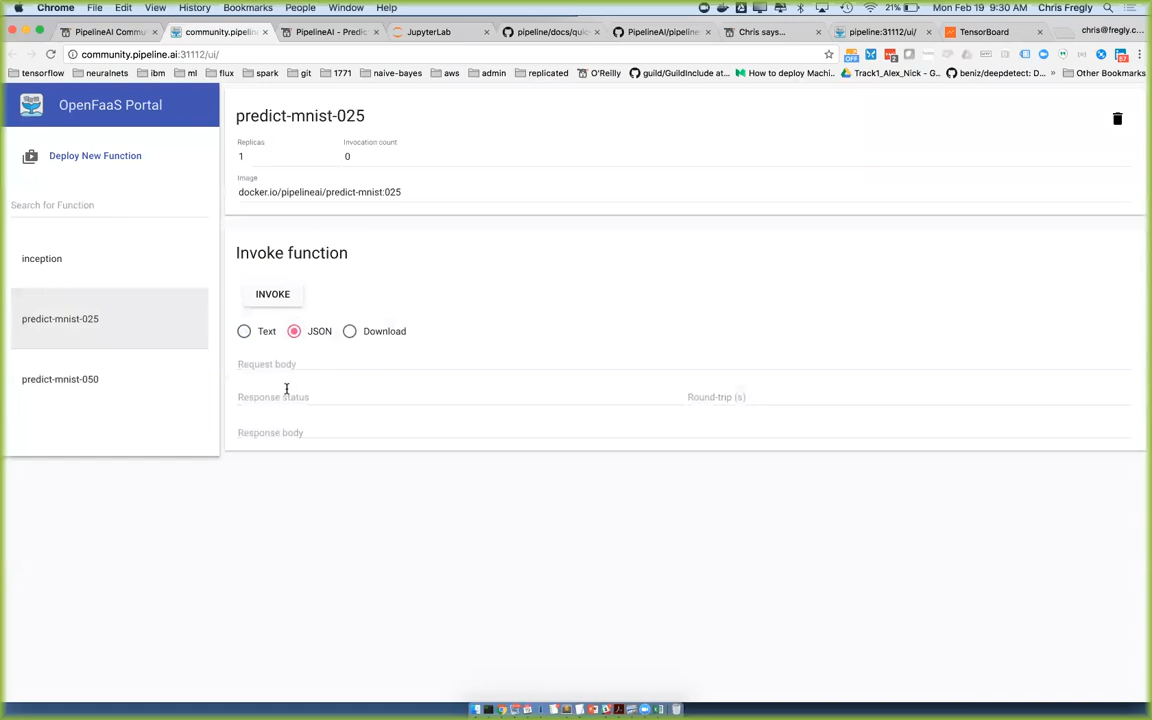 Chrome File Edit View History Bookmarks People Window Help 21% Mon Feb 19 9:30 AM Chris Fregly
PipelineAI Commu community.pipelin PipelineAI - Predic JupyterLab pipeline/docs/quic PipelineAI/pipeline Chris says... pipeline:31112/ui/ TensorBoard chris@fregly.c...
community.pipeline.ai:31112/ui/
tensorflow neuralnets ibm ml flux spark git 1771 naive-bayes aws admin replicated O'Reilly guild/GuildInclude at... How to deploy Machi.. Track1_Alex_Nick - G.. beniz/deepdetect: D... » Other Bookmarks
OpenFaaS Portal
Deploy New Function
Search for Function
inception
predict-mnist-025
predict-mnist-050
predict-mnist-025
Replicas Invocation count
1 0
Image
docker.io/pipelineai/predict-mnist:025
Invoke function
INVOKE
Text JSON Download
Request body
Response status Round-trip (s)
Response body